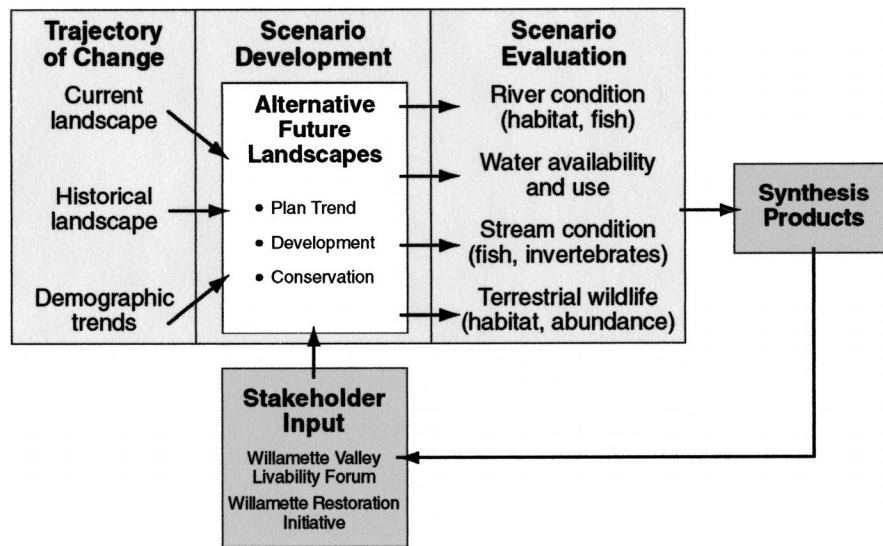 Trajectory
of Change
Current
landscape
Historical
landscape
Demographic
trends
Scenario
Development
Alternative
Future
Landscapes
• Plan Trend
• Development
• Conservation
Scenario
Evaluation
River condition
(habitat, fish)
Water availability
and use
Stream condition
(fish, invertebrates)
Terrestrial wildlife
(habitat, abundance)
Synthesis
Products
Stakeholder
Input
Willamette Valley
Livability Forum
Willamette Restoration
Initiative